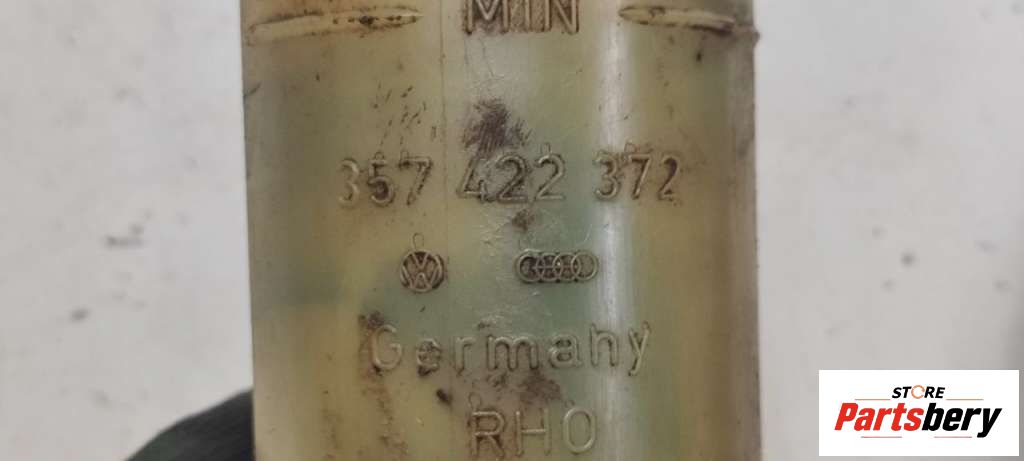 MIN
357 422 372
Germany
RHO
STORE
Partsbery